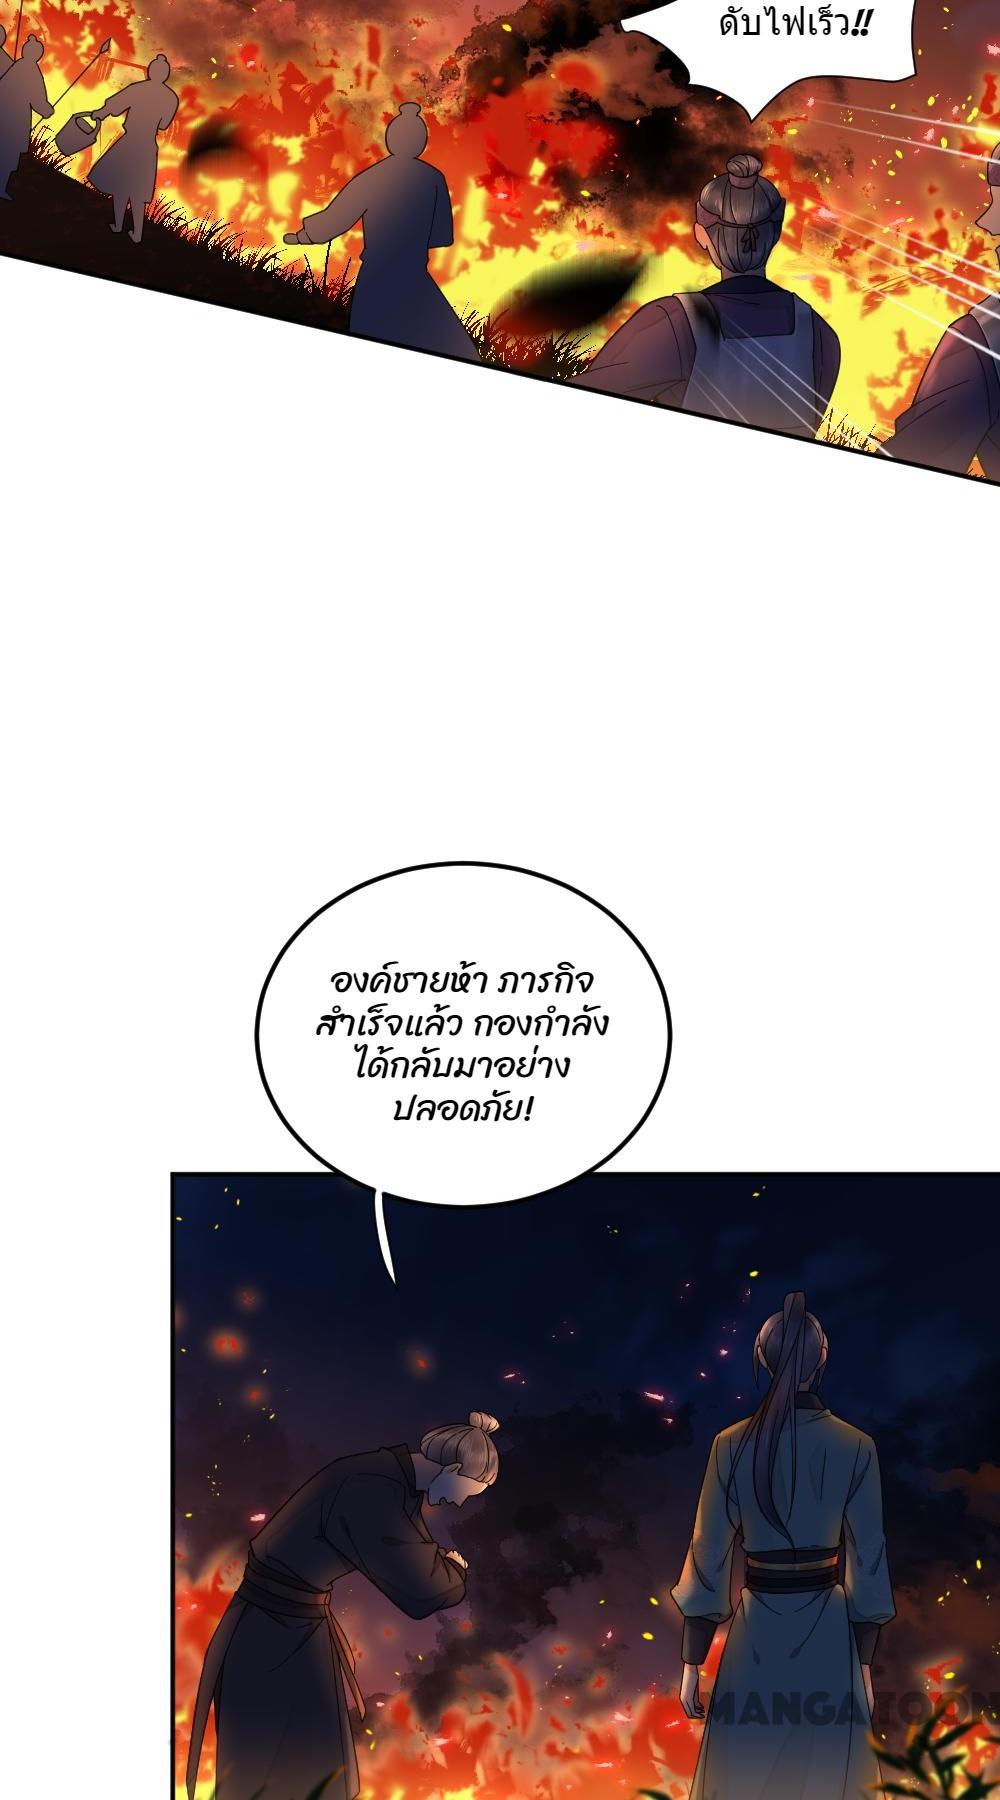 ดับไฟเร็ว!!
องค์ชายห้า ภารกิจ
สำเร็จแล้ว กองกำลัง
ได้กลับมาอย่าง
ปลอดภัย!
MANGATOON